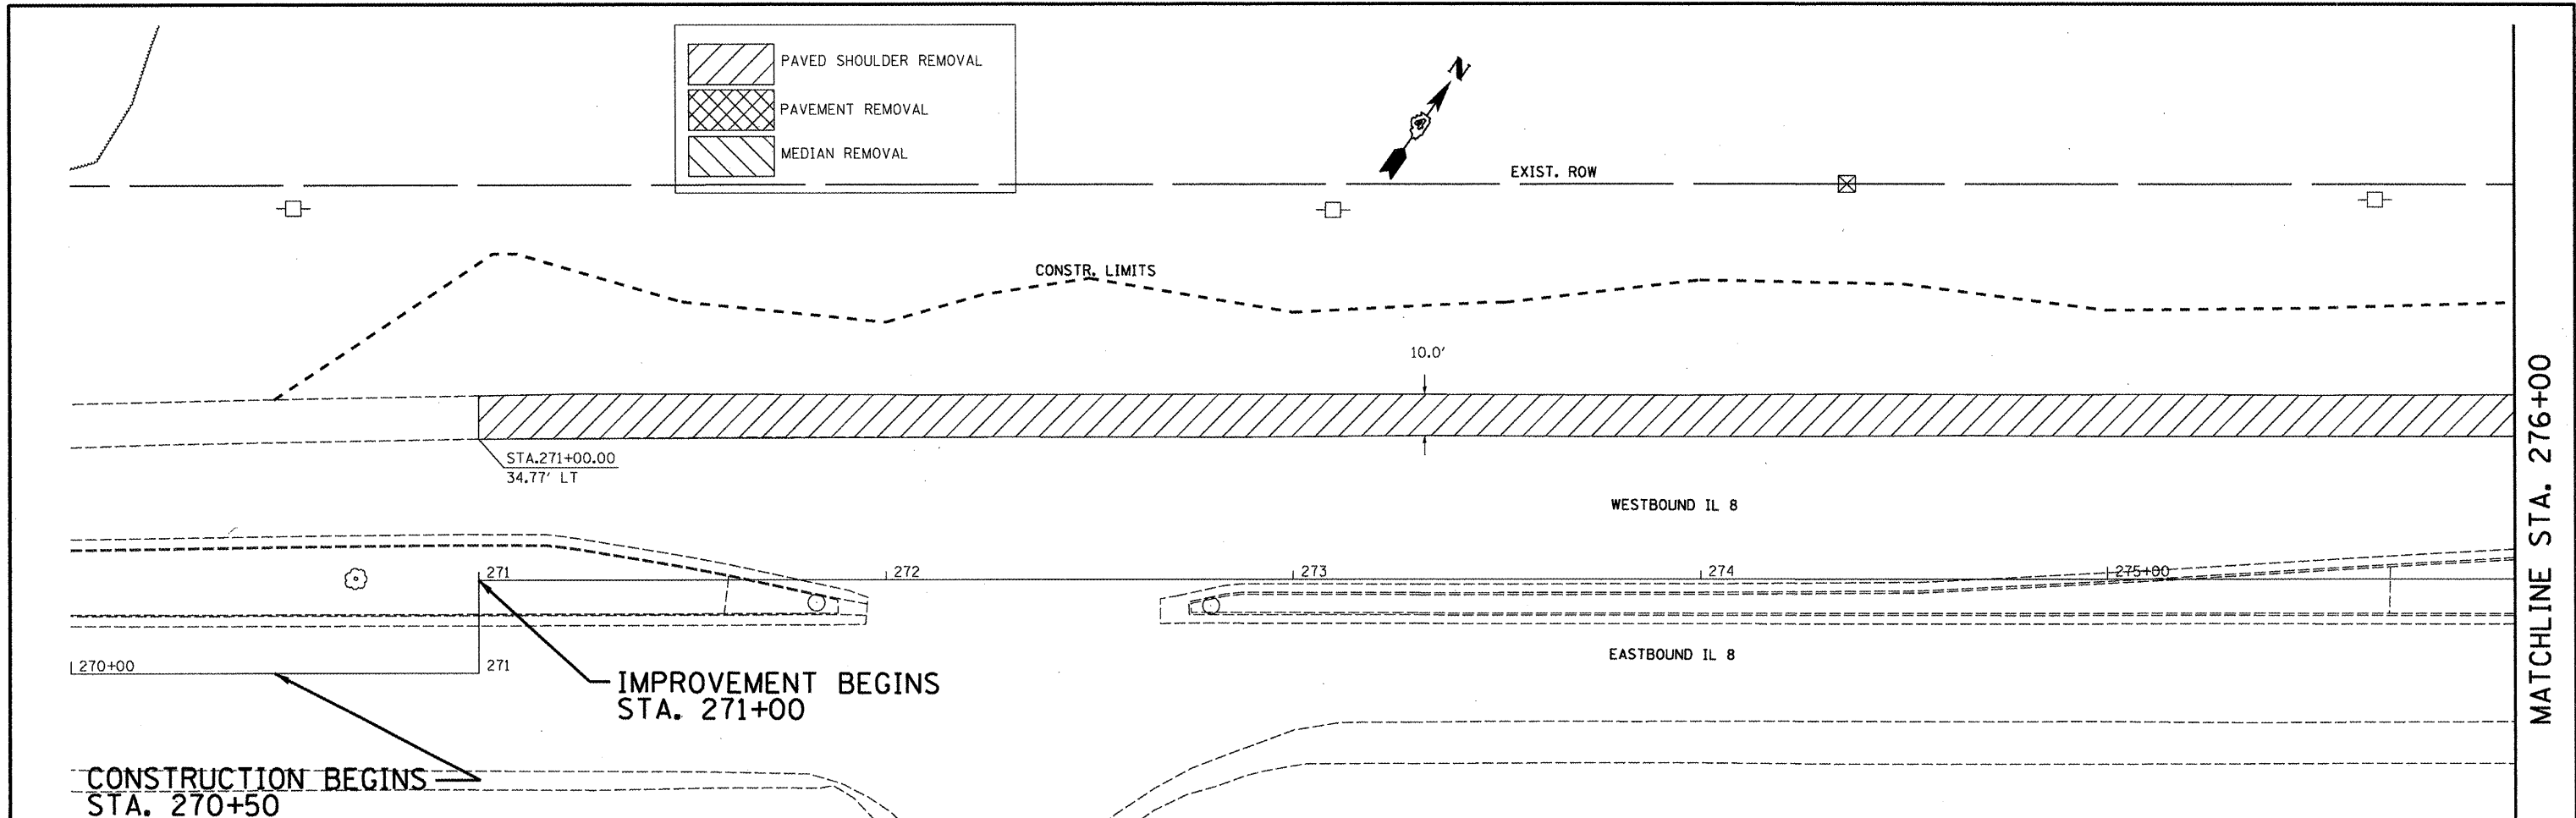 PAVED SHOULDER REMOVAL
PAVEMENT REMOVAL
MEDIAN REMOVAL
N
EXIST. ROW
CONSTR. LIMITS
10.0'
STA.271+00.00
34.77' LT
WESTBOUND IL 8
271
272
273
274
275+00
EASTBOUND IL 8
270+00
271
IMPROVEMENT BEGINS
STA. 271+00
CONSTRUCTION BEGINS
STA. 270+50
MATCHLINE STA. 276+00